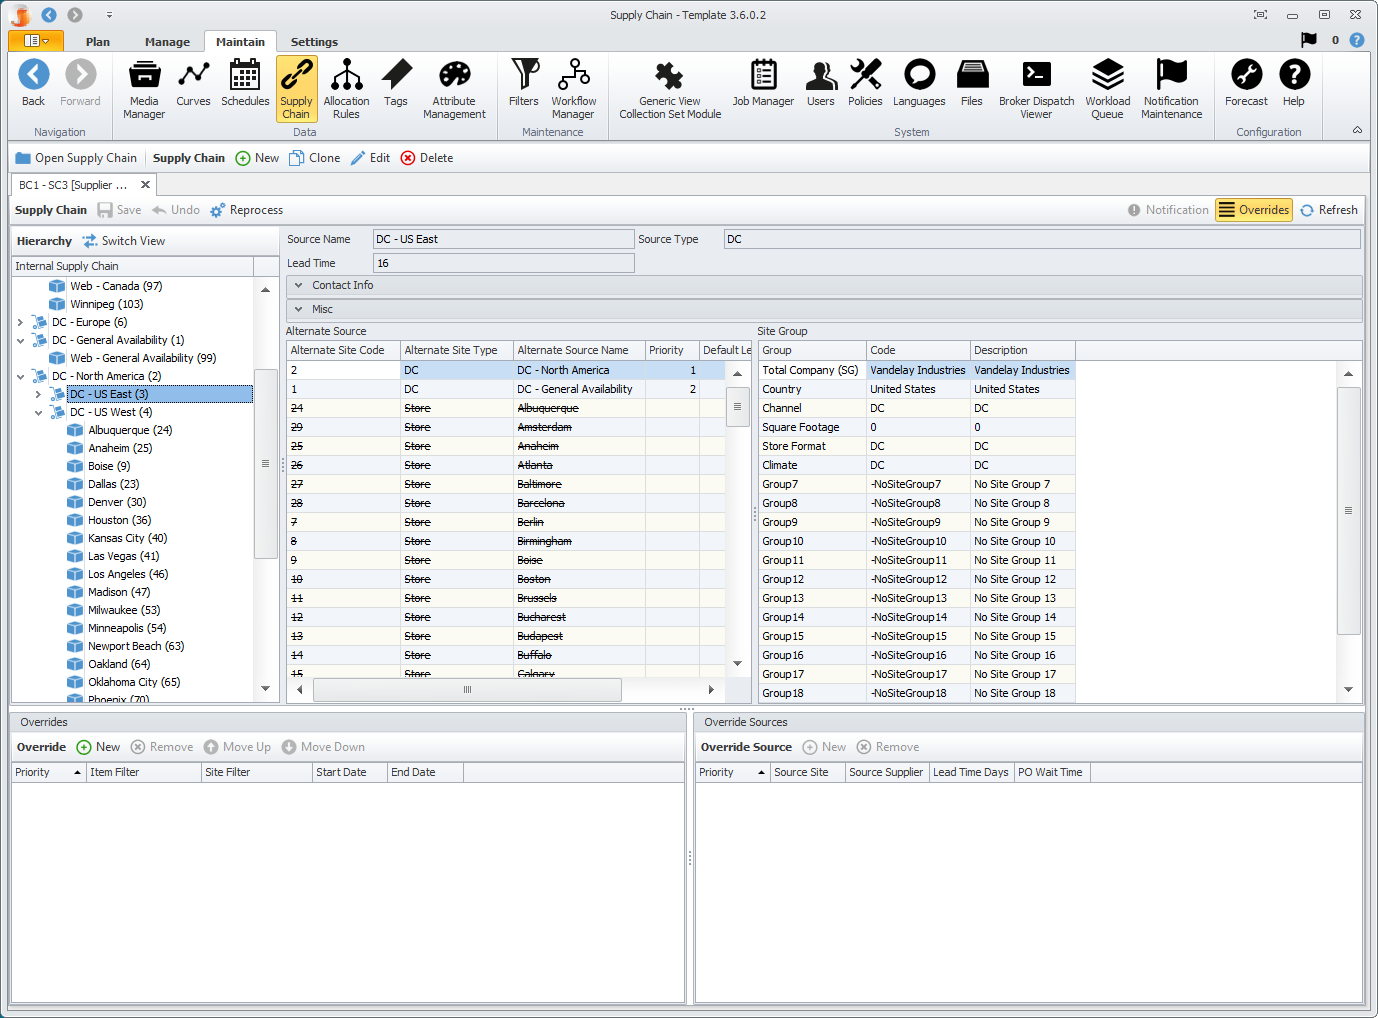 Supply Chain - Template 3.6.0.2
Plan Manage Maintain Settings 0
Back Forward Media Manager Curves Schedules Supply Chain Allocation Rules Tags Attribute Management Filters Workflow Manager Generic View Collection Set Module Job Manager Users Policies Languages Files Broker Dispatch Viewer Workload Queue Notification Maintenance Forecast Help
Navigation Data Maintenance System Configuration
Open Supply Chain Supply Chain New Clone Edit Delete
BC1 - SC3 [Supplier ...
Supply Chain Save Undo Reprocess Notification Overrides Refresh
Hierarchy Switch View
Internal Supply Chain
Web - Canada (97)
Winnipeg (103)
DC - Europe (6)
DC - General Availability (1)
Web - General Availability (99)
DC - North America (2)
DC - US East (3)
DC - US West (4)
Albuquerque (24)
Anaheim (25)
Boise (9)
Dallas (23)
Denver (30)
Houston (36)
Kansas City (40)
Las Vegas (41)
Los Angeles (46)
Madison (47)
Milwaukee (53)
Minneapolis (54)
Newport Beach (63)
Oakland (64)
Oklahoma City (65)
Phoenix (70)
Source Name DC - US East Source Type DC
Lead Time 16
Contact Info
Misc
Alternate Source
Alternate Site Code Alternate Site Type Alternate Source Name Priority Default Le
2 DC DC - North America 1
1 DC DC - General Availability 2
24 Store Albuquerque
29 Store Amsterdam
25 Store Anaheim
26 Store Atlanta
27 Store Baltimore
28 Store Barcelona
7 Store Berlin
8 Store Birmingham
9 Store Boise
10 Store Boston
11 Store Brussels
12 Store Bucharest
13 Store Budapest
14 Store Buffalo
15 Store Calgary
Site Group
Group Code Description
Total Company (SG) Vandelay Industries Vandelay Industries
Country United States United States
Channel DC DC
Square Footage 0 0
Store Format DC DC
Climate DC DC
Group7 -NoSiteGroup7 No Site Group 7
Group8 -NoSiteGroup8 No Site Group 8
Group9 -NoSiteGroup9 No Site Group 9
Group10 -NoSiteGroup10 No Site Group 10
Group11 -NoSiteGroup11 No Site Group 11
Group12 -NoSiteGroup12 No Site Group 12
Group13 -NoSiteGroup13 No Site Group 13
Group14 -NoSiteGroup14 No Site Group 14
Group15 -NoSiteGroup15 No Site Group 15
Group16 -NoSiteGroup16 No Site Group 16
Group17 -NoSiteGroup17 No Site Group 17
Group18 -NoSiteGroup18 No Site Group 18
Overrides
Override New Remove Move Up Move Down
Priority Item Filter Site Filter Start Date End Date
Override Sources
Override Source New Remove
Priority Source Site Source Supplier Lead Time Days PO Wait Time